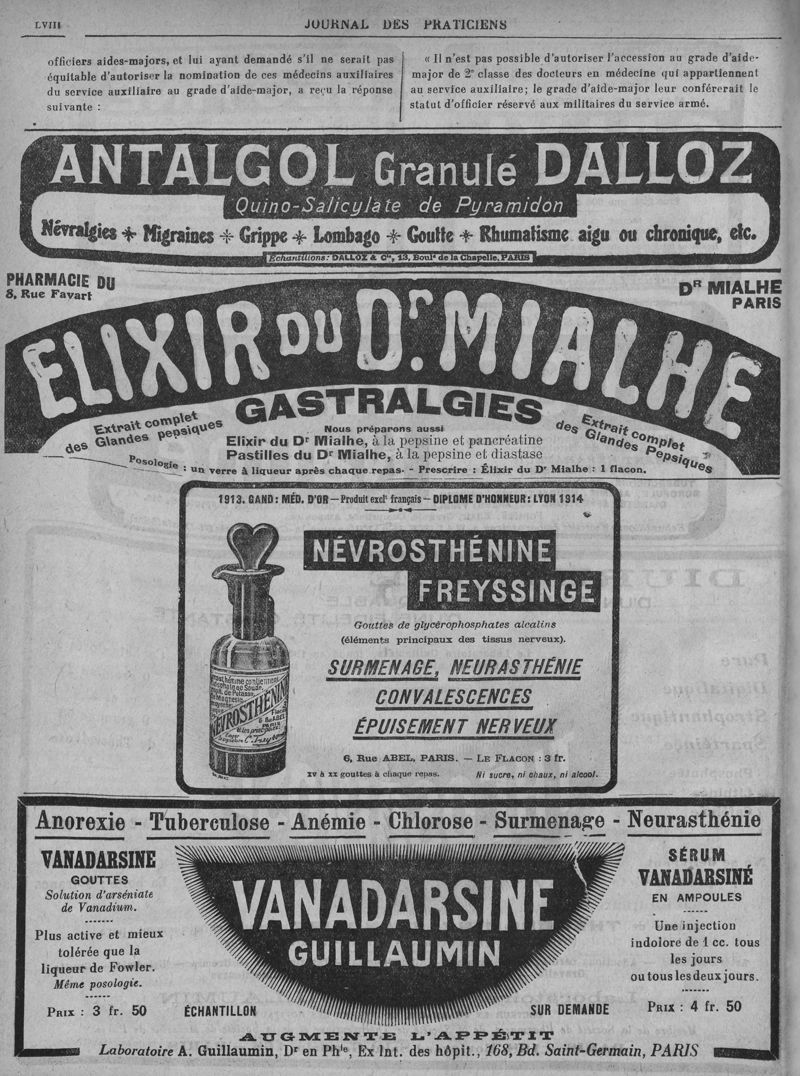 LVIII
JOURNAL DES PRATICIENS
officiers aides-majors, et lui ayant demandé s'il ne serait pas
équitable d'autoriser la nomination de ces médecins auxiliaires
du service auxiliaire au grade d'aide-major, a reçu la réponse
suivante :
« Il n'est pas possible d'autoriser l'accession au grade d'aide-
major de 2e classe des docteurs en médecine qui appartiennent
au service auxiliaire; le grade d'aide-major leur conférerait le
statut d'officier réservé aux militaires du service armé.
ANTALGOL Granulé DALLOZ
Quino-Salicylate de Pyramidon
Névralgies * Migraines * Grippe * Lombago * Goutte * Rhumatisme aigu ou chronique, etc.
Échantillons: DALLOZ & Cie, 13, Bould de la Chapelle, PARIS
PHARMACIE DU
8, Rue Favart
DR MIALHE
PARIS
ELIXIR DU Dr. MIALHE
GASTRALGIES
Extrait complet
des Glandes pepsiques
Nous préparons aussi
Elixir du Dr Mialhe, à la pepsine et pancréatine
Pastilles du Dr Mialhe, à la pepsine et diastase
des Extrait complet
Glandes Pepsiques
Posologie : un verre à liqueur après chaque repas. - Prescrire : Élixir du Dr Mialhe : 1 flacon.
1913. GAND: MÉD. D'OR — Produit excl' français — DIPLOME D'HONNEUR: LYON 1914
NÉVROSTHÉNINE
FREYSSINGE
Gouttes de glycérophosphates alcalins
(éléments principaux des tissus nerveux).
SURMENAGE, NEURASTHÉNIE
CONVALESCENCES
ÉPUISEMENT NERVEUX
6, Rue ABEL, PARIS. — LE FLACON : 3 fr.
XV à XX gouttes à chaque repas.
Ni sucre, ni chaux, ni alcool.
NÉVROSTHÉNINE
Anorexie - Tuberculose - Anémie - Chlorose - Surmenage - Neurasthénie
VANADARSINE
GOUTTES
Solution d'arséniate
de Vanadium.
Plus active et mieux
tolérée que la
liqueur de Fowler.
Même posologie.
PRIX : 3 fr. 50
VANADARSINE
GUILLAUMIN
ÉCHANTILLON
SUR DEMANDE
SÉRUM
VANADARSINÉ
EN AMPOULES
Une injection
indolore de 1 cc. tous
les jours
ou tous les deux jours.
PRIX : 4 fr. 50
AUGMENTE L'APPÉTIT
Laboratoire A. Guillaumin, Dr en Phie, Ex Int. des hôpit., 168, Bd. Saint-Germain, PARIS